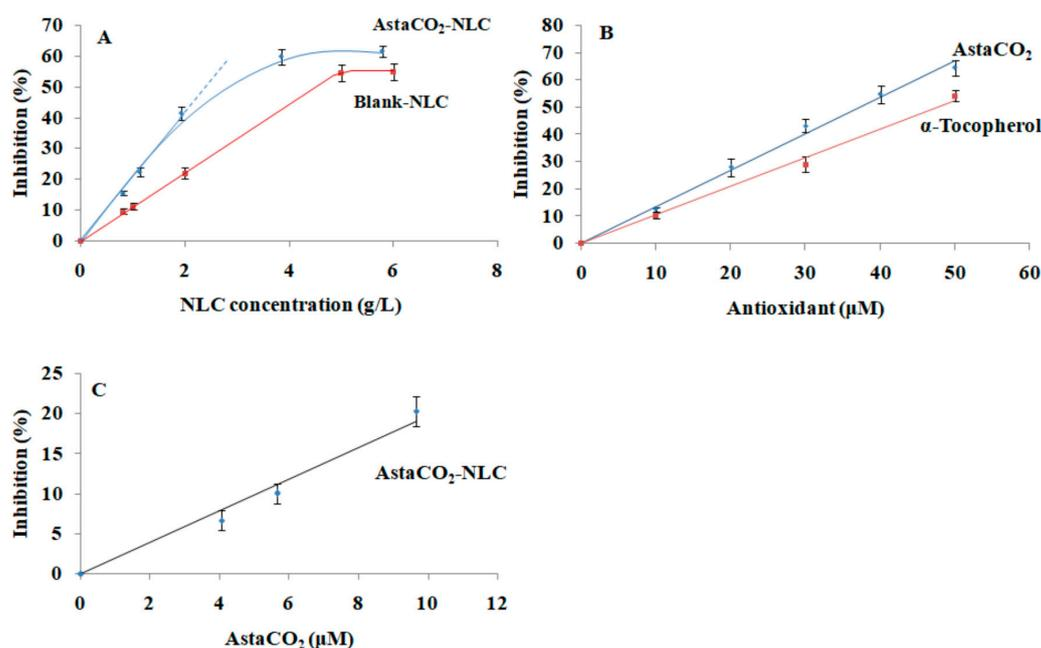 A
AstaCO₂-NLC
Blank-NLC
70
60
50
40
30
20
10
0
Inhibition (%)
0 2 4 6 8
NLC concentration (g/L)
B
AstaCO₂
α-Tocopherol
80
70
60
50
40
30
20
10
0
Inhibition (%)
0 10 20 30 40 50 60
Antioxidant (µM)
C
AstaCO₂-NLC
25
20
15
10
5
0
Inhibition (%)
0 2 4 6 8 10 12
AstaCO₂ (µM)